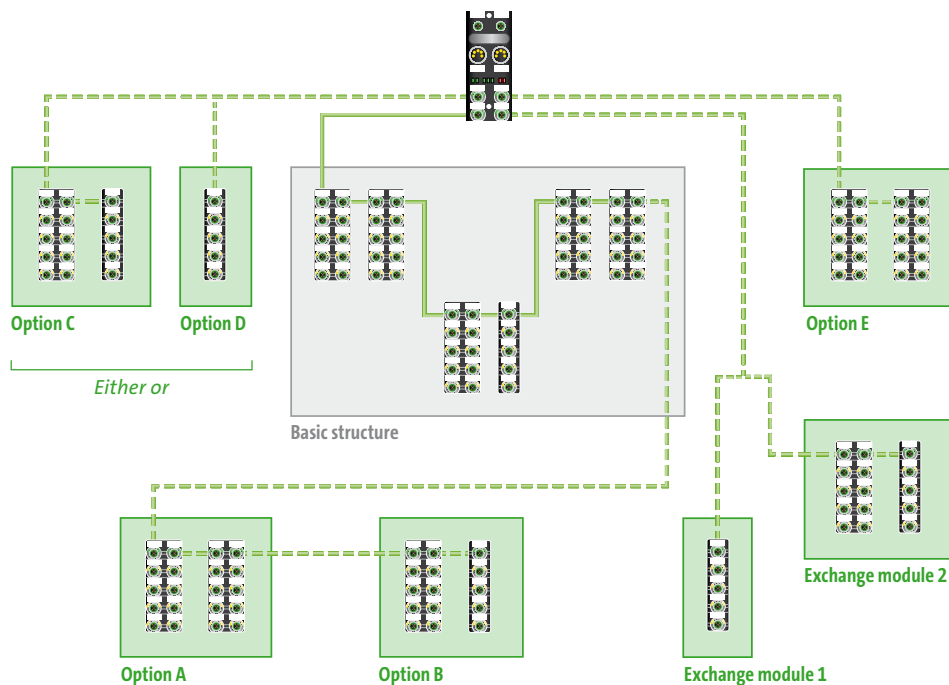 Option C
Option D
Option E
Either or
Basic structure
Exchange module 2
Option A
Option B
Exchange module 1